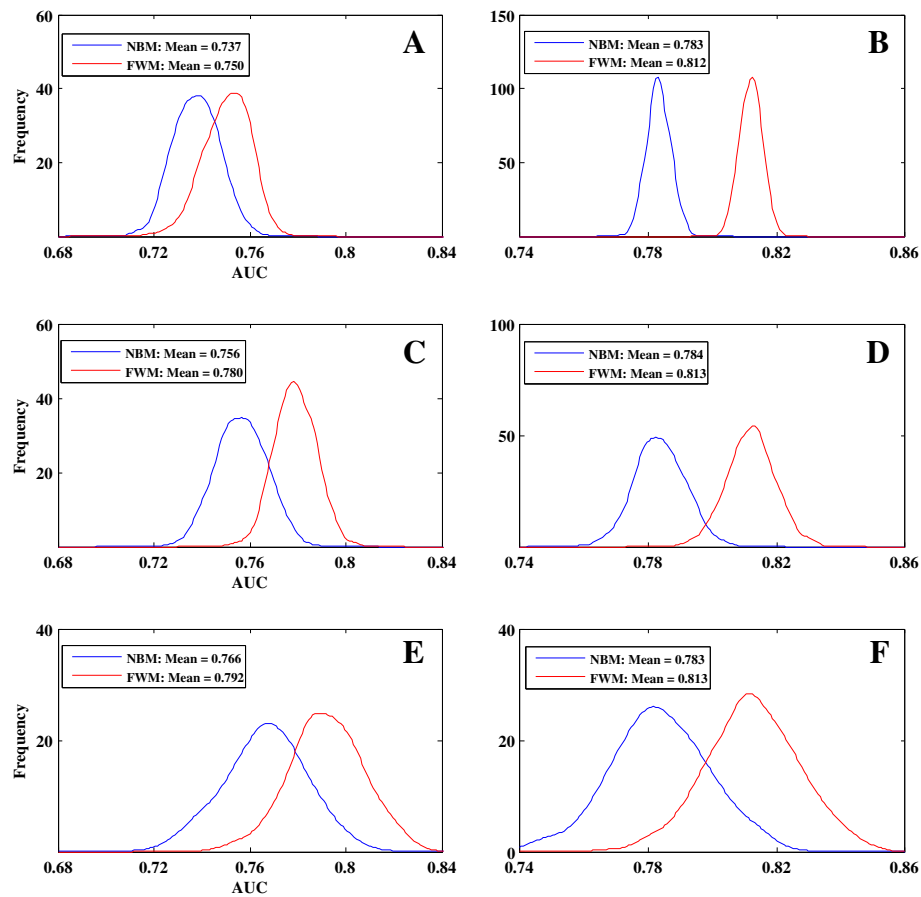 60
40
20
Frequency
NBM: Mean = 0.737
FWM: Mean = 0.750
A
0.68 0.72 0.76 0.8 0.84
AUC
150
100
50
NBM: Mean = 0.783
FWM: Mean = 0.812
B
0.74 0.78 0.82 0.86
60
40
20
Frequency
NBM: Mean = 0.756
FWM: Mean = 0.780
C
0.68 0.72 0.76 0.8 0.84
AUC
100
50
0
NBM: Mean = 0.784
FWM: Mean = 0.813
D
0.74 0.78 0.82 0.86
40
20
Frequency
NBM: Mean = 0.766
FWM: Mean = 0.792
E
0.68 0.72 0.76 0.8 0.84
AUC
40
20
0
NBM: Mean = 0.783
FWM: Mean = 0.813
F
0.74 0.78 0.82 0.86